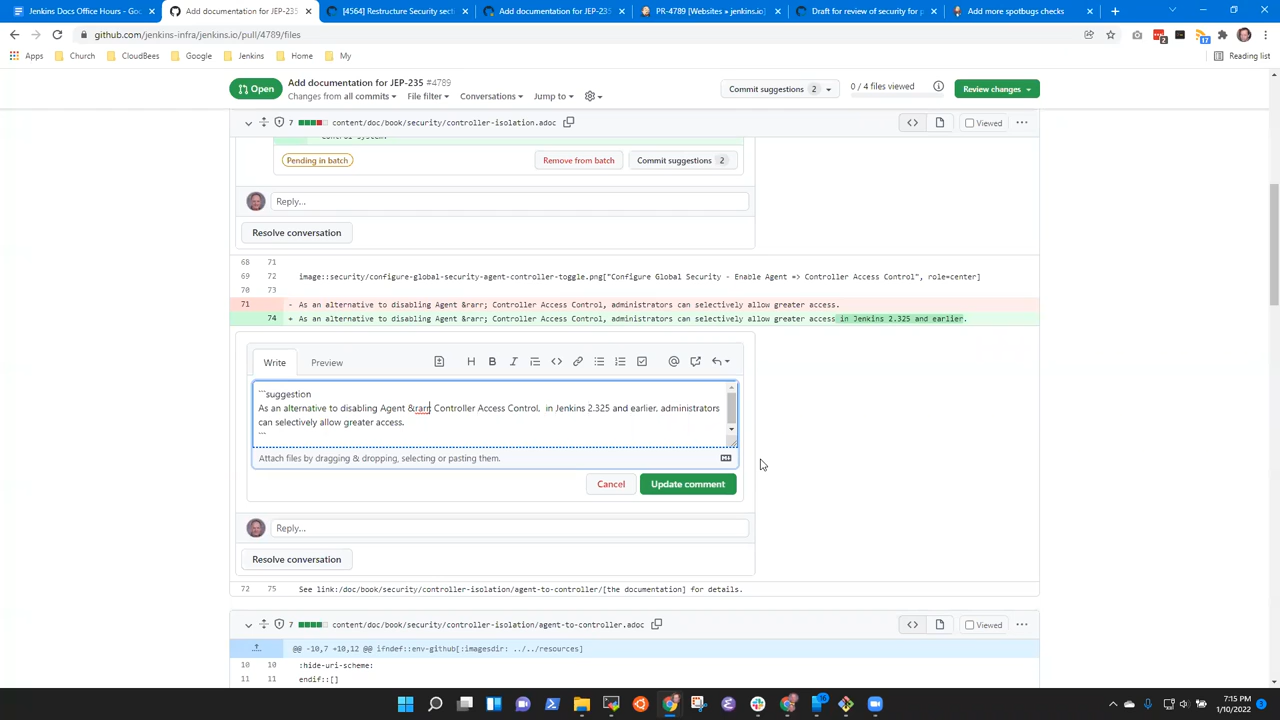 Jenkins Docs Office Hours - Goo
Add documentation for JEP-235
[4564] Restructure Security sect
Add documentation for JEP-235
PR-4789 [Websites » jenkins.io]
Draft for review of security for p
Add more spotbugs checks
github.com/jenkins-infra/jenkins.io/pull/4789/files
2
17
Apps
Church
CloudBees
Google
Jenkins
Home
My
Reading list
Open
Add documentation for JEP-235 #4789
Changes from all commits
File filter
Conversations
Jump to
Commit suggestions 2
0 / 4 files viewed
Review changes
7 content/doc/book/security/controller-isolation.adoc
Viewed
control system.
Pending in batch
Remove from batch
Commit suggestions 2
Reply...
Resolve conversation
68 71
69 72 image::security/configure-global-security-agent-controller-toggle.png["Configure Global Security - Enable Agent => Controller Access Control", role=center]
70 73
71 - As an alternative to disabling Agent &rarr; Controller Access Control, administrators can selectively allow greater access.
74 + As an alternative to disabling Agent &rarr; Controller Access Control, administrators can selectively allow greater access in Jenkins 2.325 and earlier.
Write
Preview
```suggestion
As an alternative to disabling Agent &rarr; Controller Access Control,  in Jenkins 2.325 and earlier, administrators
can selectively allow greater access.
```
Attach files by dragging & dropping, selecting or pasting them.
Cancel
Update comment
Reply...
Resolve conversation
72 75 See link:/doc/book/security/controller-isolation/agent-to-controller/[the documentation] for details.
7 content/doc/book/security/controller-isolation/agent-to-controller.adoc
Viewed
@@ -10,7 +10,12 @@ ifndef::env-github[:imagesdir: ../../resources]
10 10 :hide-uri-scheme:
11 11 endif::[]
7:15 PM
1/10/2022